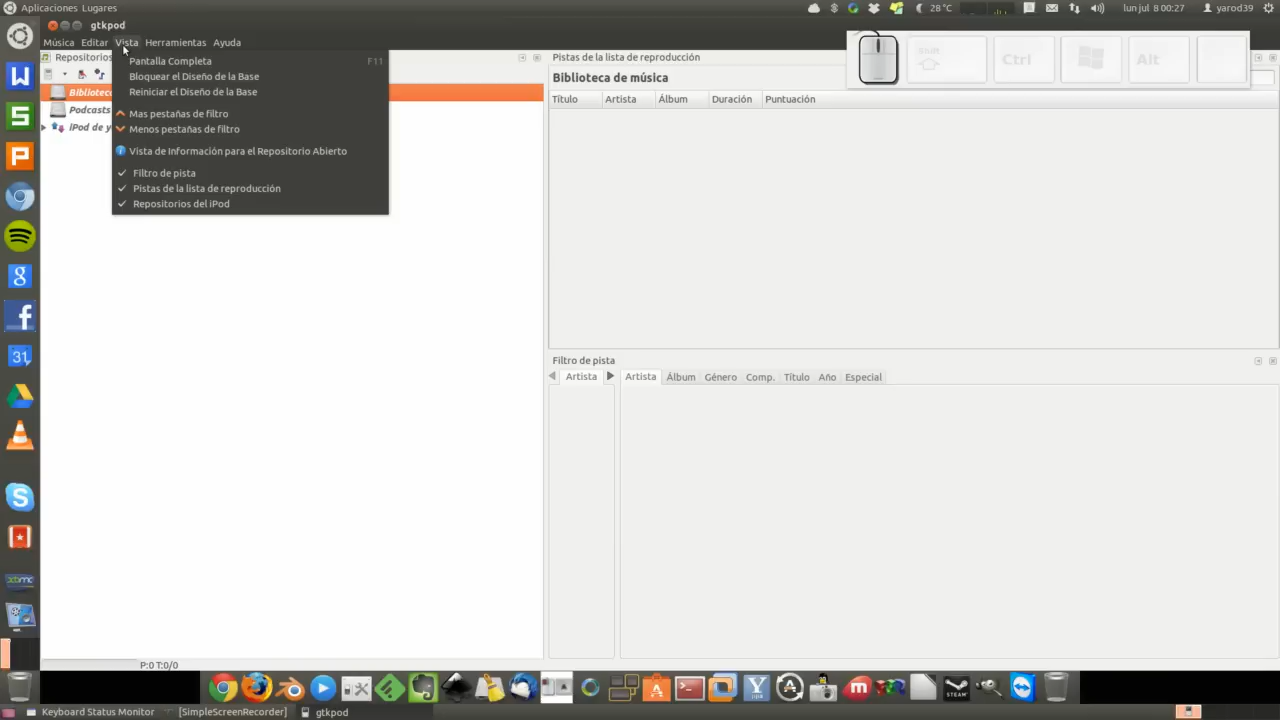 Aplicaciones Lugares
28 °C
lun jul 8 00:27
yarod39
gtkpod
Música Editar Vista Herramientas Ayuda
Repositorios
Pantalla Completa F11
Bloquear el Diseño de la Base
Reiniciar el Diseño de la Base
Mas pestañas de filtro
Menos pestañas de filtro
Vista de Información para el Repositorio Abierto
Filtro de pista
Pistas de la lista de reproducción
Repositorios del iPod
Podcasts
iPod de y
Pistas de la lista de reproducción
Biblioteca de música
Título Artista Álbum Duración Puntuación
Shift Ctrl Alt
Filtro de pista
Artista
Artista Álbum Género Comp. Título Año Especial
P:0 T:0/0
W
S
P
g
f
31
xbmc
STEAM
Keyboard Status Monitor
[SimpleScreenRecorder]
gtkpod